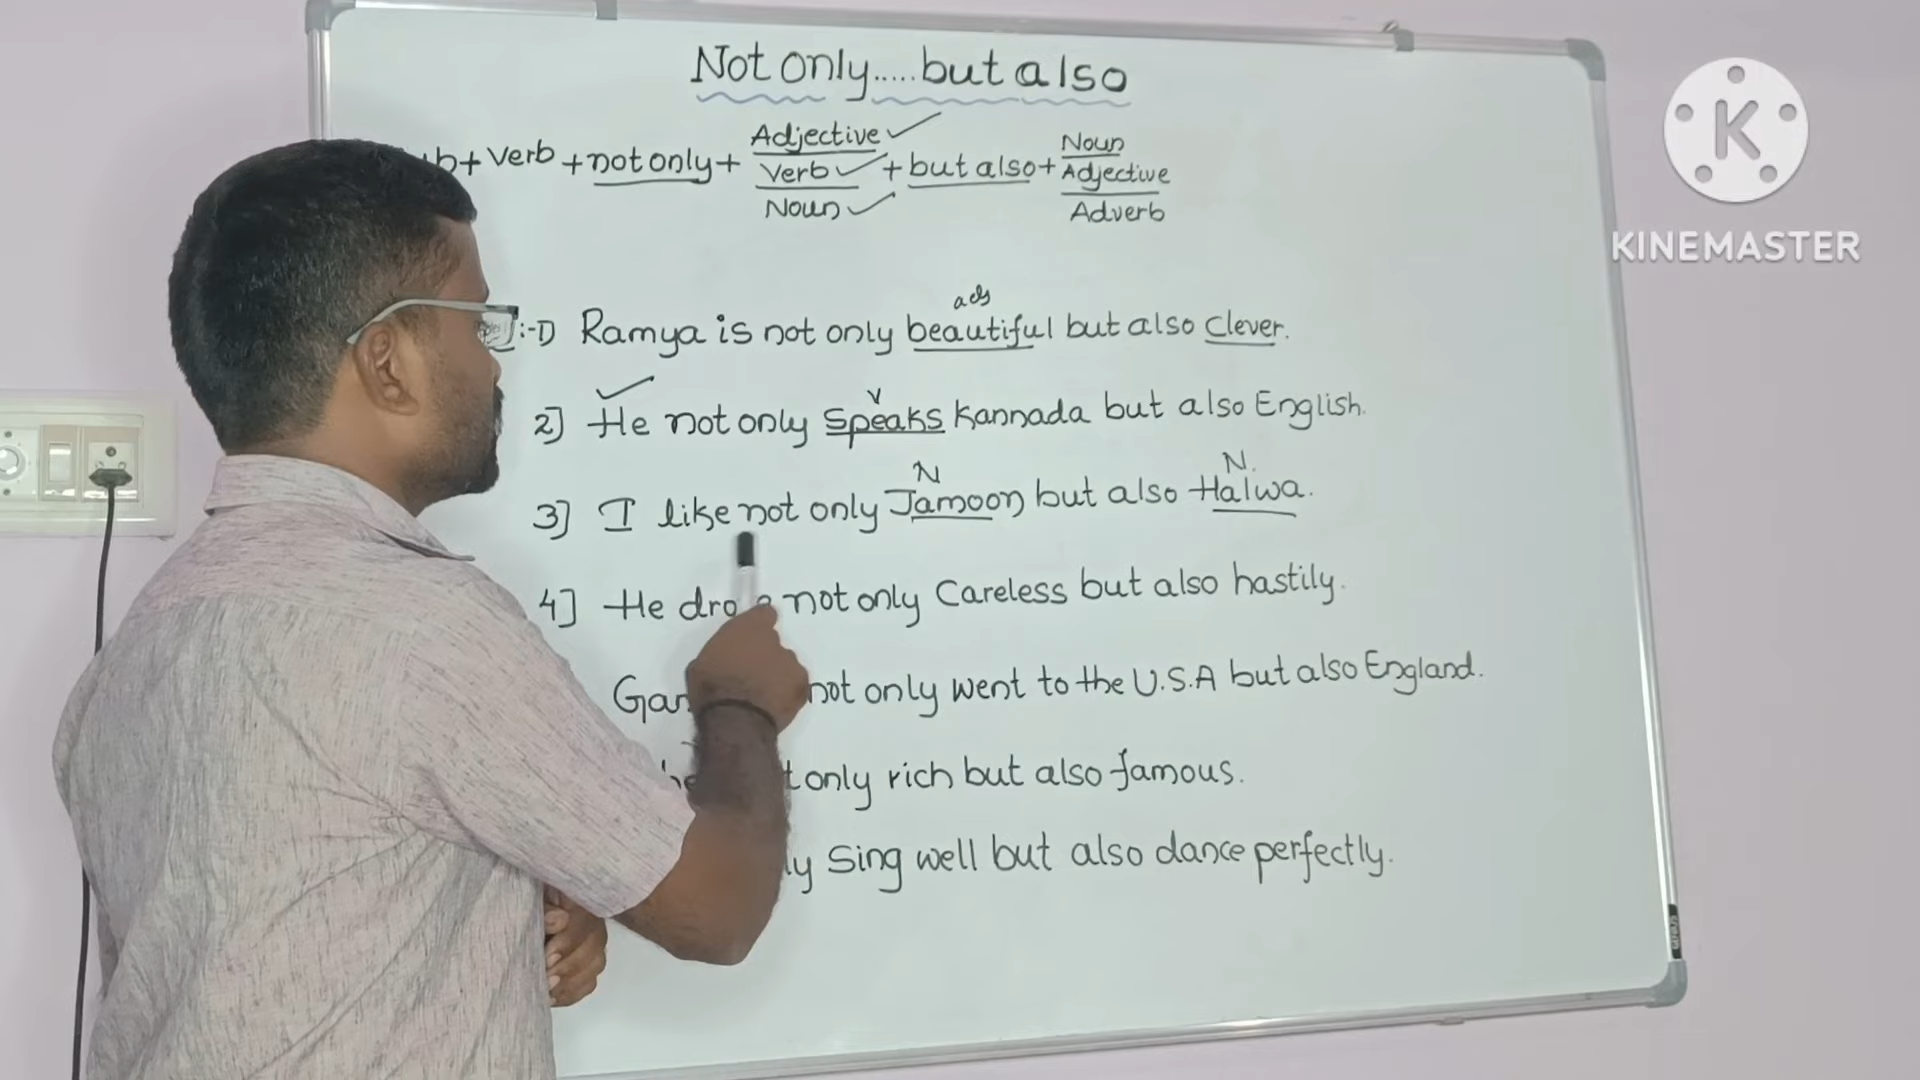 Not only.....but also
+ Verb + not only + Adjective Verb Noun + but also + Noun Adjective Adverb
adj
:-1) Ramya is not only beautiful but also Clever.
v
2] He not only Speaks Kannada but also English.
N N.
3] I like not only Jamoon but also Halwa.
4] He not only Careless but also hastily.
not only went to the U.S.A but also England.
only rich but also famous.
Sing well but also dance perfectly.
K
KINEMASTER